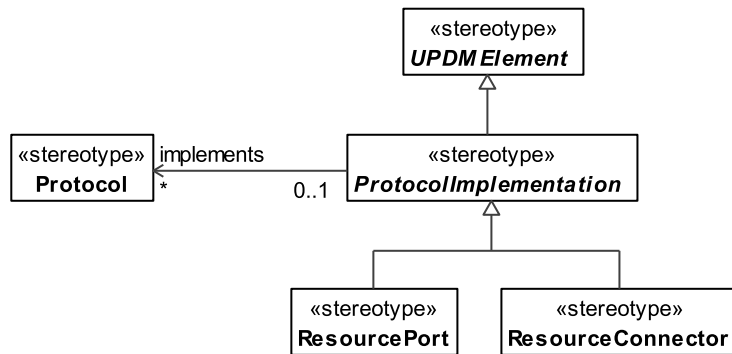 «stereotype»
UPDMElement
«stereotype»
Protocol
implements
*
0..1
«stereotype»
ProtocolImplementation
«stereotype»
ResourcePort
«stereotype»
ResourceConnector